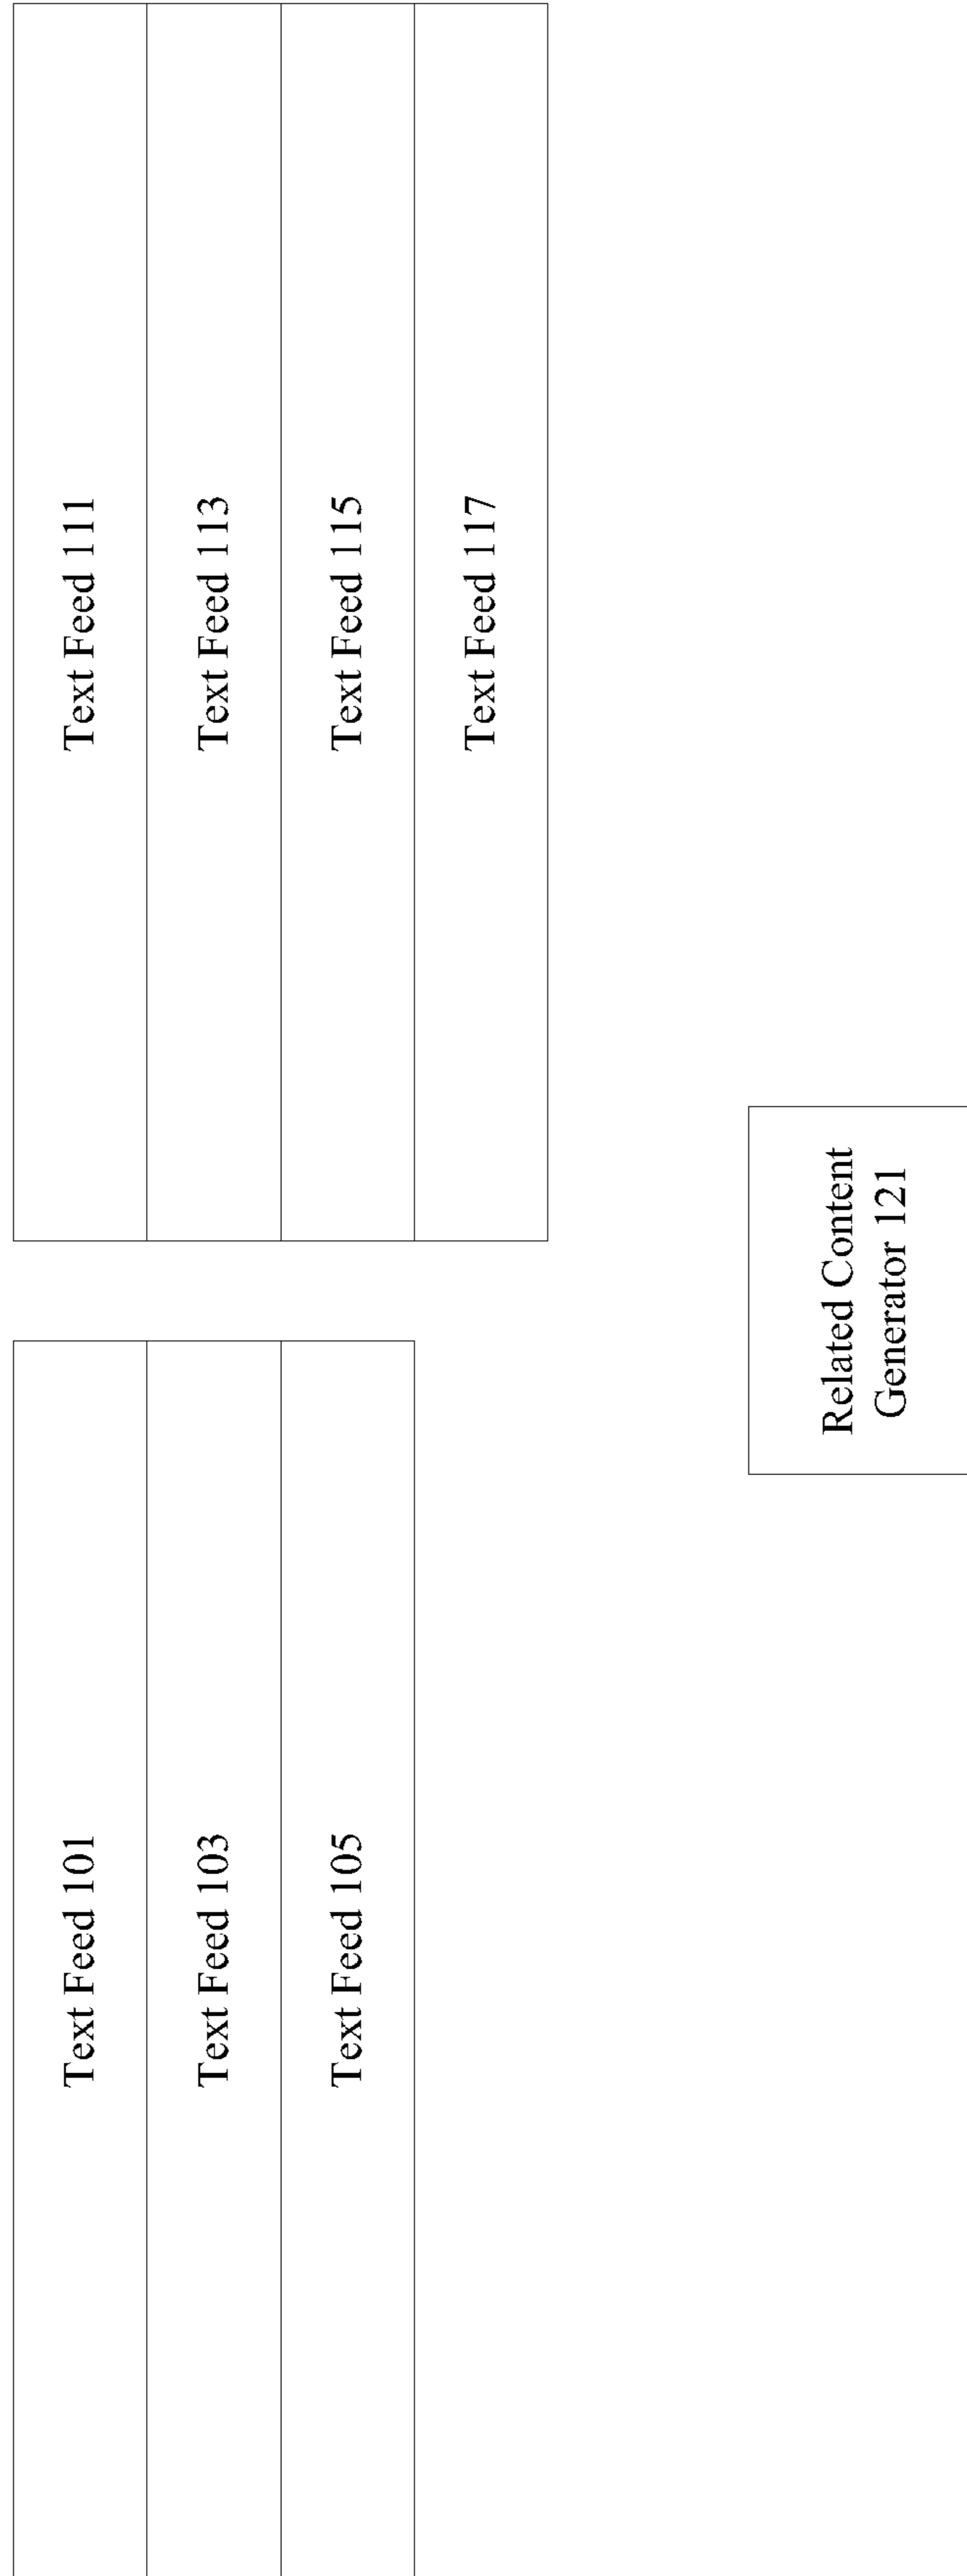 Text Feed 101
Text Feed 103
Text Feed 105
Text Feed 111
Text Feed 113
Text Feed 115
Text Feed 117
Related Content
Generator 121